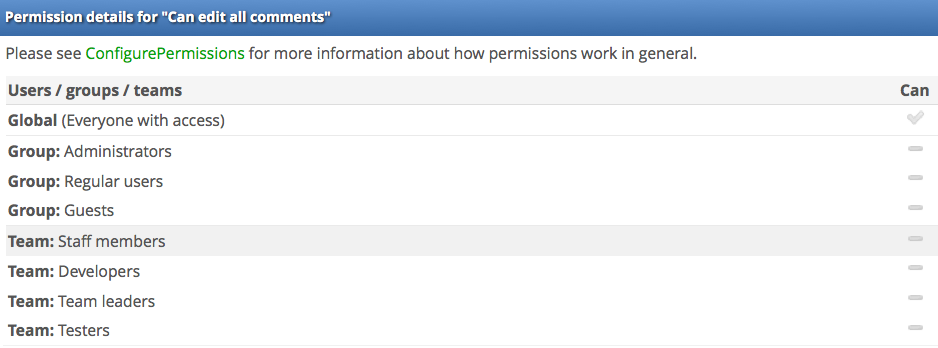 Permission details for "Can edit all comments"
Please see ConfigurePermissions for more information about how permissions work in general.
Users / groups / teams Can
Global (Everyone with access)
Group: Administrators
Group: Regular users
Group: Guests
Team: Staff members
Team: Developers
Team: Team leaders
Team: Testers